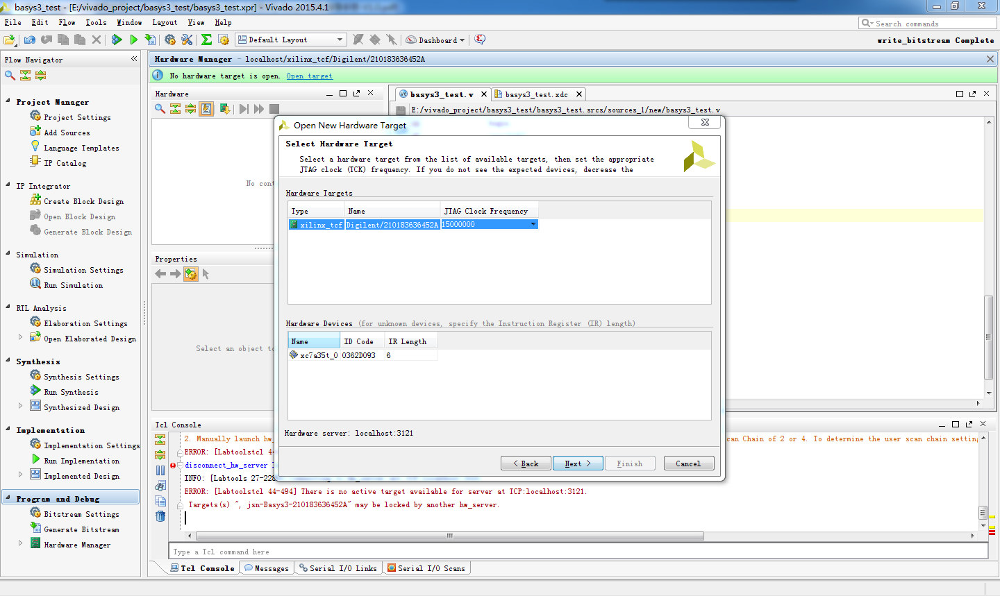 basys3_test - [E:/vivado_project/basys3_test/basys3_test.xpr] - Vivado 2015.4.1
File Edit Flow Tools Window Layout View Help
Search commands
Default Layout
Dashboard
write_bitstream Complete
Flow Navigator
Project Manager
Project Settings
Add Sources
Language Templates
IP Catalog
IP Integrator
Create Block Design
Open Block Design
Generate Block Design
Simulation
Simulation Settings
Run Simulation
RTL Analysis
Elaboration Settings
Open Elaborated Design
Synthesis
Synthesis Settings
Run Synthesis
Synthesized Design
Implementation
Implementation Settings
Run Implementation
Implemented Design
Program and Debug
Bitstream Settings
Generate Bitstream
Hardware Manager
Hardware Manager - localhost/xilinx_tcf/Digilent/210183636452A
No hardware target is open. Open target
Hardware
No cont
Properties
Select an object to
basys3_test.v
basys3_test.xdc
E:/vivado_project/basys3_test/basys3_test.srcs/sources_1/new/basys3_test.v
Open New Hardware Target
Select Hardware Target
Select a hardware target from the list of available targets, then set the appropriate
JTAG clock (TCK) frequency. If you do not see the expected devices, decrease the
Hardware Targets
Type Name JTAG Clock Frequency
xilinx_tcf Digilent/210183636452A 15000000
Hardware Devices (for unknown devices, specify the Instruction Register (IR) length)
Name ID Code IR Length
xc7a35t_0 0362D093 6
Hardware server: localhost:3121
< Back
Next >
Finish
Cancel
Tcl Console
2. Manually launch hw_ an Chain of 2 or 4. To determine the user scan chain setting
ERROR: [Labtoolstcl 4
disconnect_hw_server
INFO: [Labtools 27-22
ERROR: [Labtoolstcl 44-494] There is no active target available for server at TCP:localhost:3121.
Targets(s) ", jsn-Basys3-210183636452A" may be locked by another hw_server.
Type a Tcl command here
Tcl Console
Messages
Serial I/O Links
Serial I/O Scans